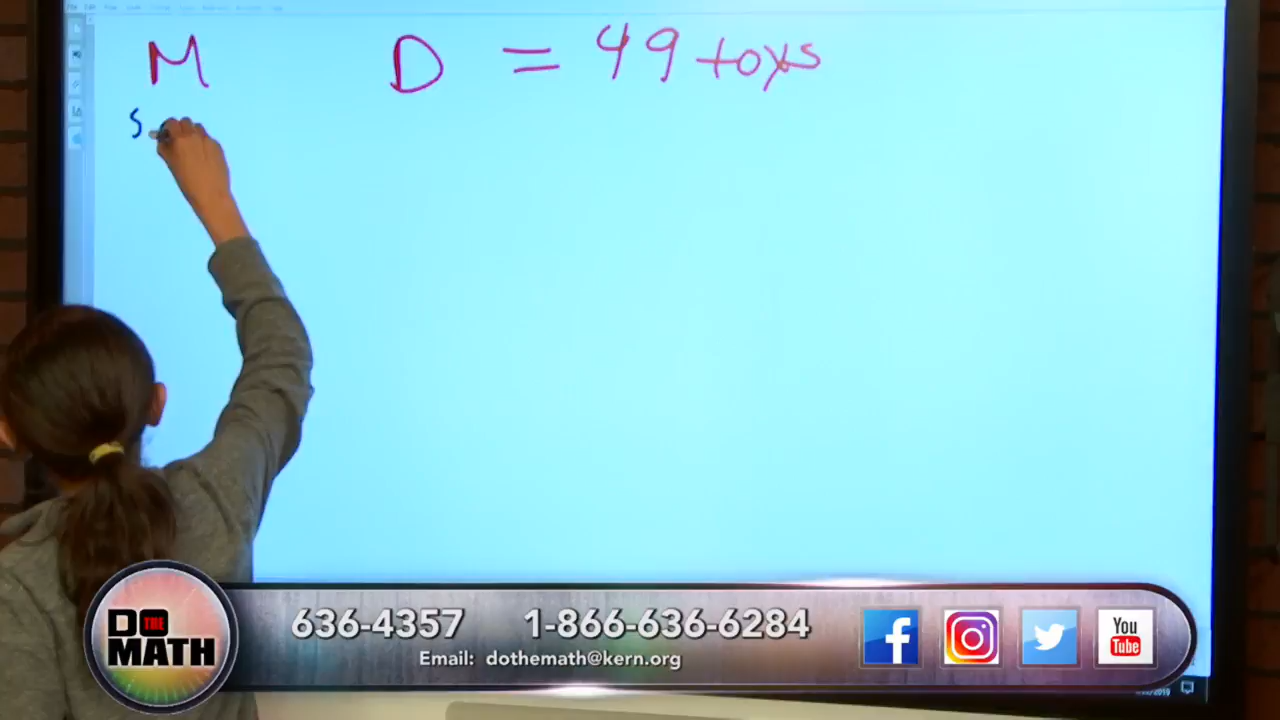 M D = 49 toys
S
DO THE MATH
636-4357 1-866-636-6284
Email: dothemath@kern.org
f
You Tube